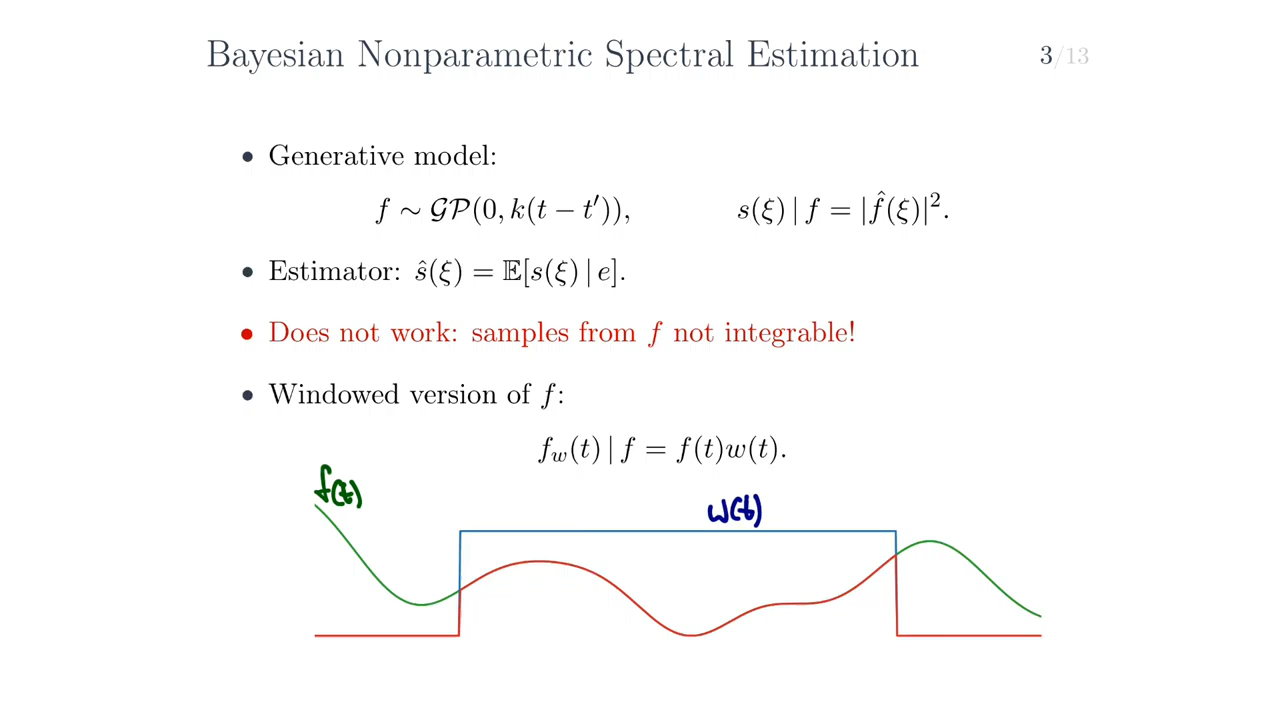 Bayesian Nonparametric Spectral Estimation 3/13
• Generative model:
f ∼ 𝒢𝒫(0, k(t − t′)), s(ξ) | f = |f̂(ξ)|².
• Estimator: ŝ(ξ) = 𝔼[s(ξ) | e].
• Does not work: samples from f not integrable!
• Windowed version of f:
f_w(t) | f = f(t)w(t).
f(t)
w(t)